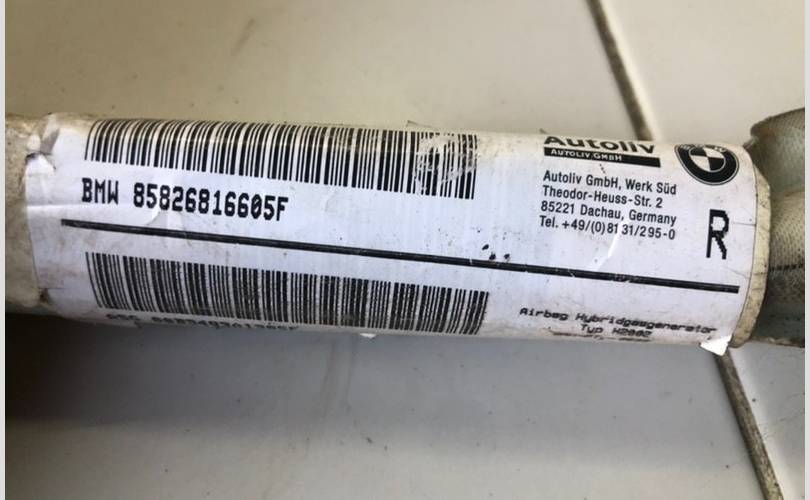 BMW 85826816605F
Autoliv
AUTOLIV GMBH
Autoliv GmbH, Werk Süd
Theodor-Heuss-Str. 2
85221 Dachau, Germany
Tel. +49/(0)8131/295-0
R
Airbag Hybridgasgenerator
Typ